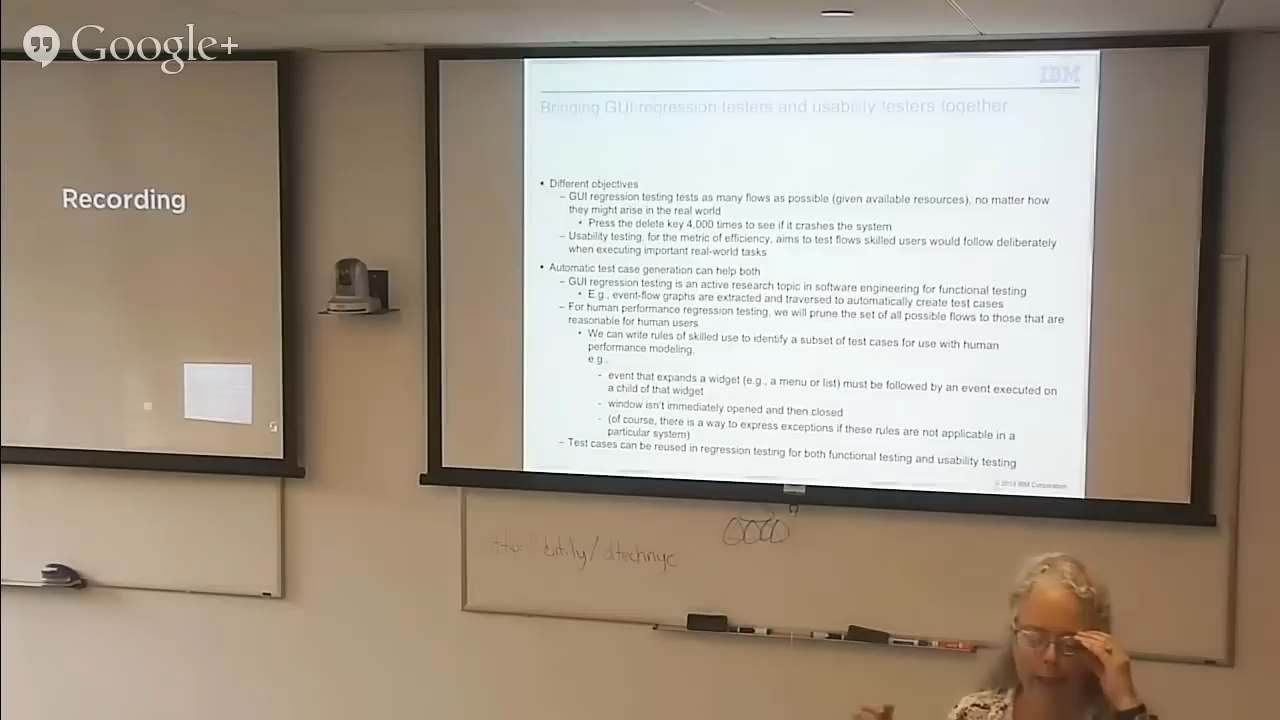 Google+
Recording
IBM
Bringing GUI regression testers and usability testers together
• Different objectives
– GUI regression testing tests as many flows as possible (given available resources), no matter how
they might arise in the real world
• Press the delete key 4,000 times to see if it crashes the system
– Usability testing, for the metric of efficiency, aims to test flows skilled users would follow deliberately
when executing important real-world tasks
• Automatic test case generation can help both
– GUI regression testing is an active research topic in software engineering for functional testing
• E.g., event-flow graphs are extracted and traversed to automatically create test cases
– For human performance regression testing, we will prune the set of all possible flows to those that are
reasonable for human users
• We can write rules of skilled use to identify a subset of test cases for use with human
performance modeling,
e.g.,
- event that expands a widget (e.g., a menu or list) must be followed by an event executed on
a child of that widget
- window isn't immediately opened and then closed
- (of course, there is a way to express exceptions if these rules are not applicable in a
particular system)
– Test cases can be reused in regression testing for both functional testing and usability testing
© 2013 IBM Corporation
bit.ly/dtechnyc